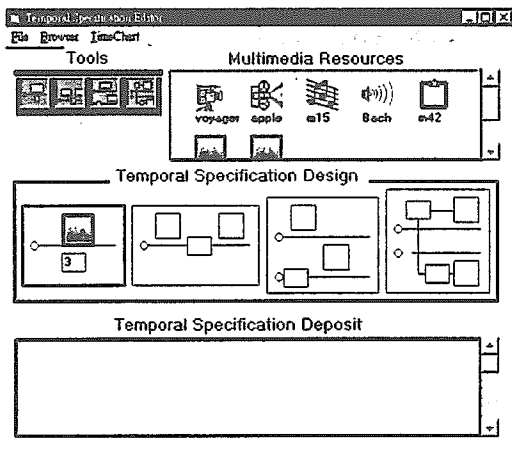 Temporal Specification Editor
File Browser TimeChart
Tools
Multimedia Resources
voyager apple m15 Bach m42
Temporal Specification Design
3
Temporal Specification Deposit